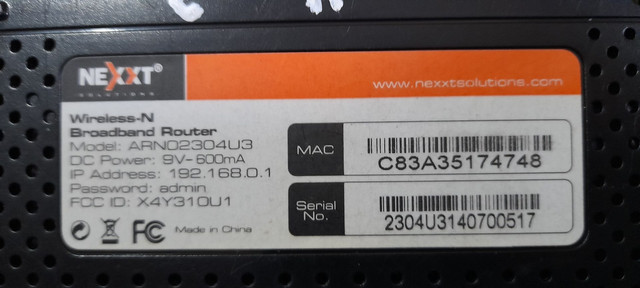 NEXXT®
SOLUTIONS
www.nexxtsolutions.com
Wireless-N
Broadband Router
Model: ARN02304U3
DC Power: 9V-600mA
IP Address: 192.168.0.1
Password: admin
FCC ID: X4Y310U1
FC Made in China
MAC
C83A35174748
Serial
No.
2304U3140700517